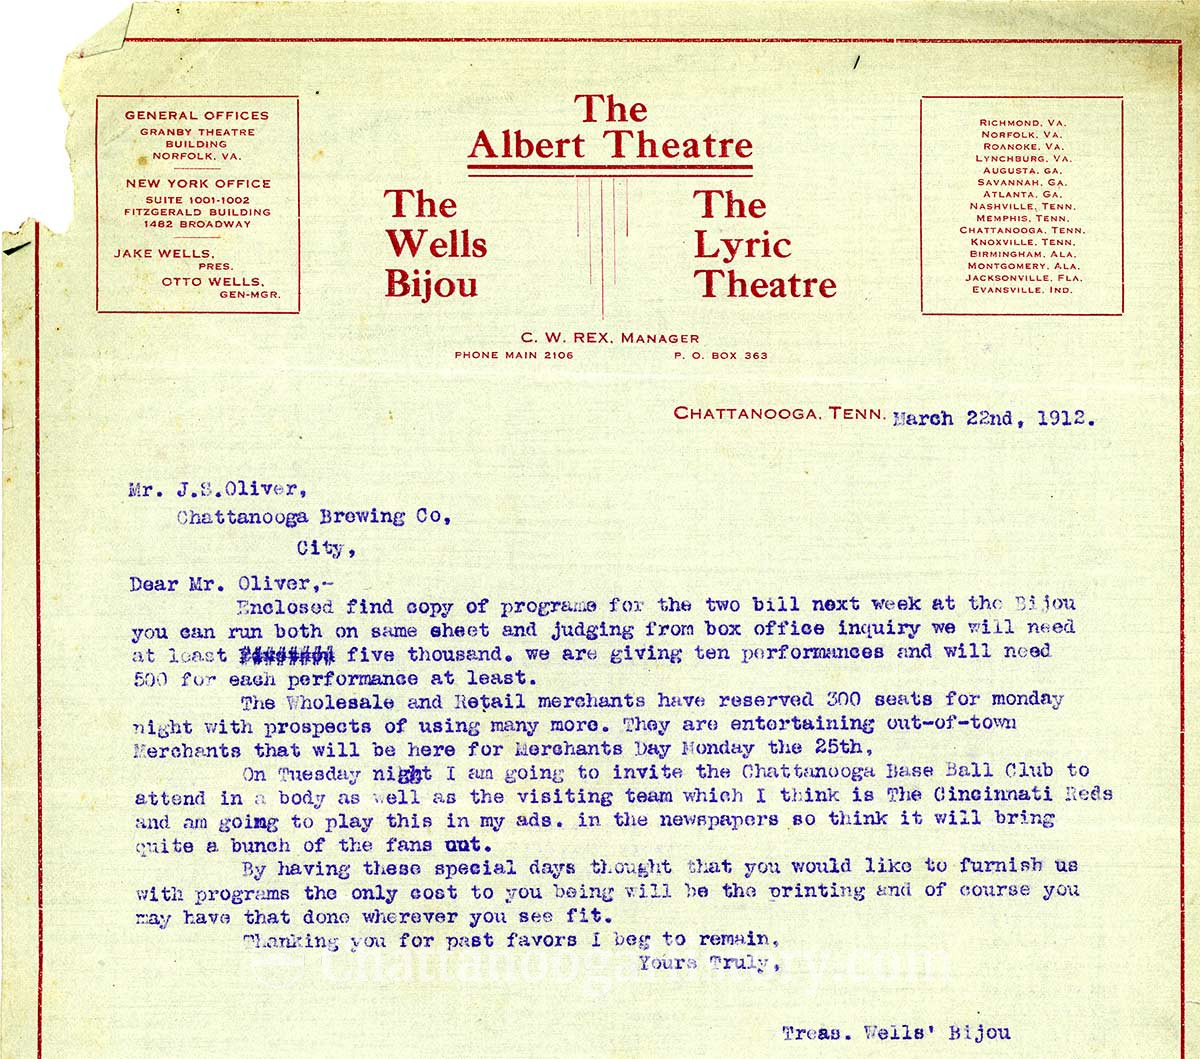 The
Albert Theatre
The
Wells
Bijou
The
Lyric
Theatre
GENERAL OFFICES
GRANBY THEATRE
BUILDING
NORFOLK, VA.
NEW YORK OFFICE
SUITE 1001-1002
FITZGERALD BUILDING
1482 BROADWAY
JAKE WELLS,
PRES.
OTTO WELLS,
GEN-MGR.
RICHMOND, VA.
NORFOLK, VA.
ROANOKE, VA.
LYNCHBURG, VA.
AUGUSTA, GA.
SAVANNAH, GA.
ATLANTA, GA.
NASHVILLE, TENN.
MEMPHIS, TENN.
CHATTANOOGA, TENN.
KNOXVILLE, TENN.
BIRMINGHAM, ALA.
MONTGOMERY, ALA.
JACKSONVILLE, FLA.
EVANSVILLE, IND.
C. W. REX, MANAGER
PHONE MAIN 2106 P. O. BOX 363
CHATTANOOGA, TENN. March 22nd, 1912.
Mr. J.S.Oliver,
Chattanooga Brewing Co,
City,
Dear Mr. Oliver,-
Enclosed find copy of programs for the two bill next week at the Bijou
you can run both on same sheet and judging from box office inquiry we will need
at least five thousand. we are giving ten performances and will need
500 for each performance at least.
The Wholesale and Retail merchants have reserved 300 seats for monday
night with prospects of using many more. They are entertaining out-of-town
Merchants that will be here for Merchants Day Monday the 25th,
On Tuesday night I am going to invite the Chattanooga Base Ball Club to
attend in a body as well as the visiting team which I think is The Cincinnati Reds
and am going to play this in my ads. in the newspapers so think it will bring
quite a bunch of the fans out.
By having these special days thought that you would like to furnish us
with programs the only cost to you being will be the printing and of course you
may have that done wherever you see fit.
Thanking you for past favors I beg to remain,
Yours Truly,
Treas. Wells' Bijou